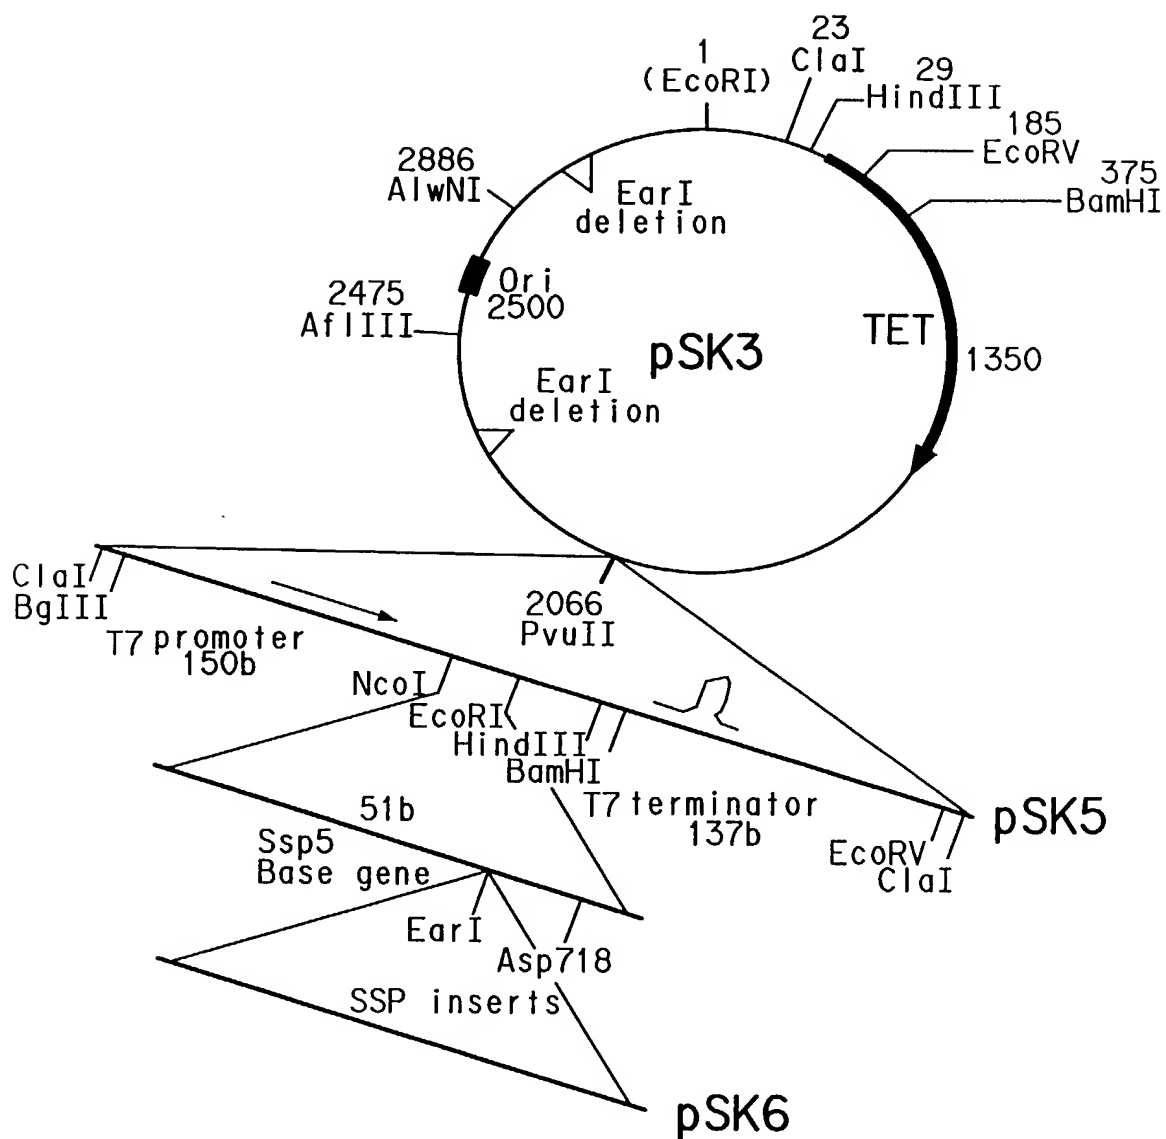 1
(EcoRI)
23
ClaI
29
HindIII
185
EcoRV
375
BamHI
2886
AlwNI
EarI
deletion
Ori
2500
2475
AflIII
pSK3
TET
1350
EarI
deletion
ClaI
BglII
T7 promoter
150b
2066
PvuII
NcoI
EcoRI
HindIII
BamHI
T7 terminator
137b
pSK5
EcoRV
ClaI
51b
Ssp5
Base gene
EarI
Asp718
SSP inserts
pSK6